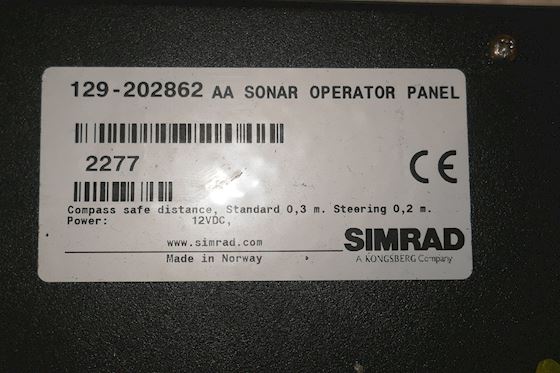 129-202862 AA SONAR OPERATOR PANEL
2277
CE
Compass safe distance, Standard 0,3 m. Steering 0,2 m.
Power: 12VDC,
www.simrad.com
SIMRAD
Made in Norway
A KONGSBERG Company